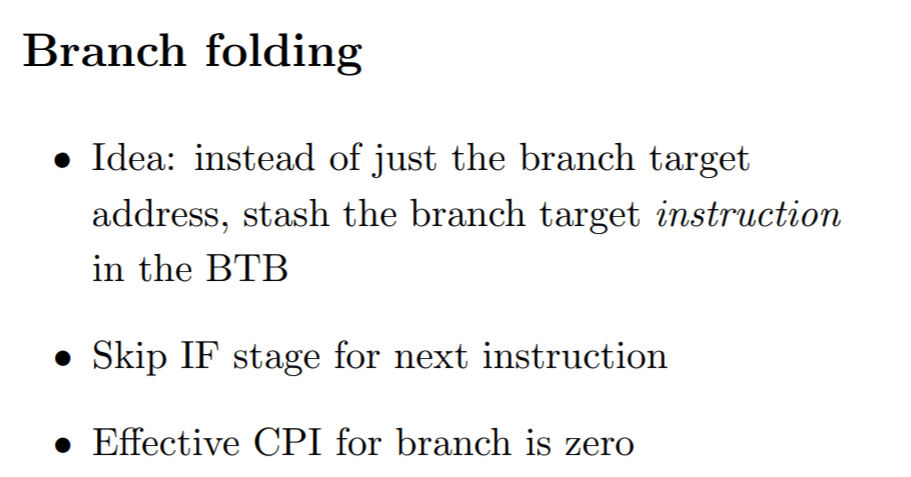 Branch folding
• Idea: instead of just the branch target
address, stash the branch target instruction
in the BTB
• Skip IF stage for next instruction
• Effective CPI for branch is zero